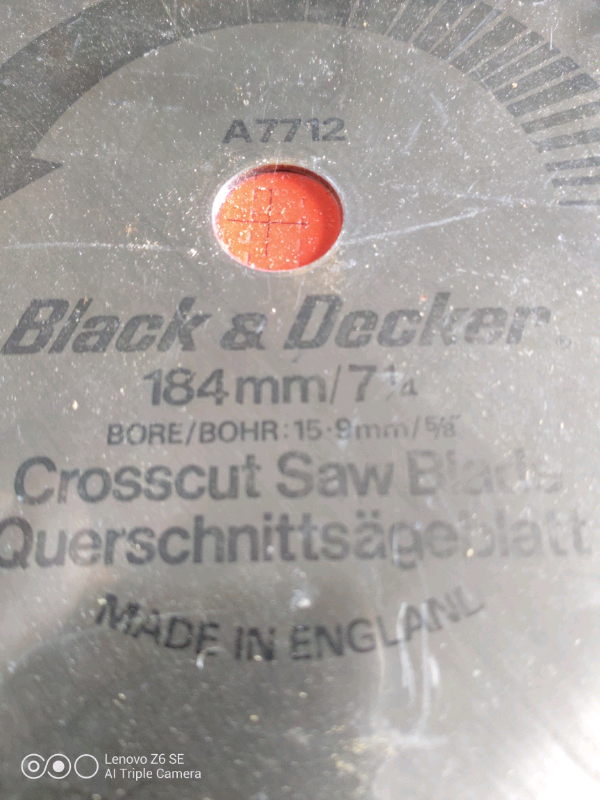 A7712
Black & Decker®
184mm/7¼
BORE/BOHR: 15·9mm/⅝"
Crosscut Saw Blade
Querschnittsägeblatt
MADE IN ENGLAND
Lenovo Z6 SE
AI Triple Camera